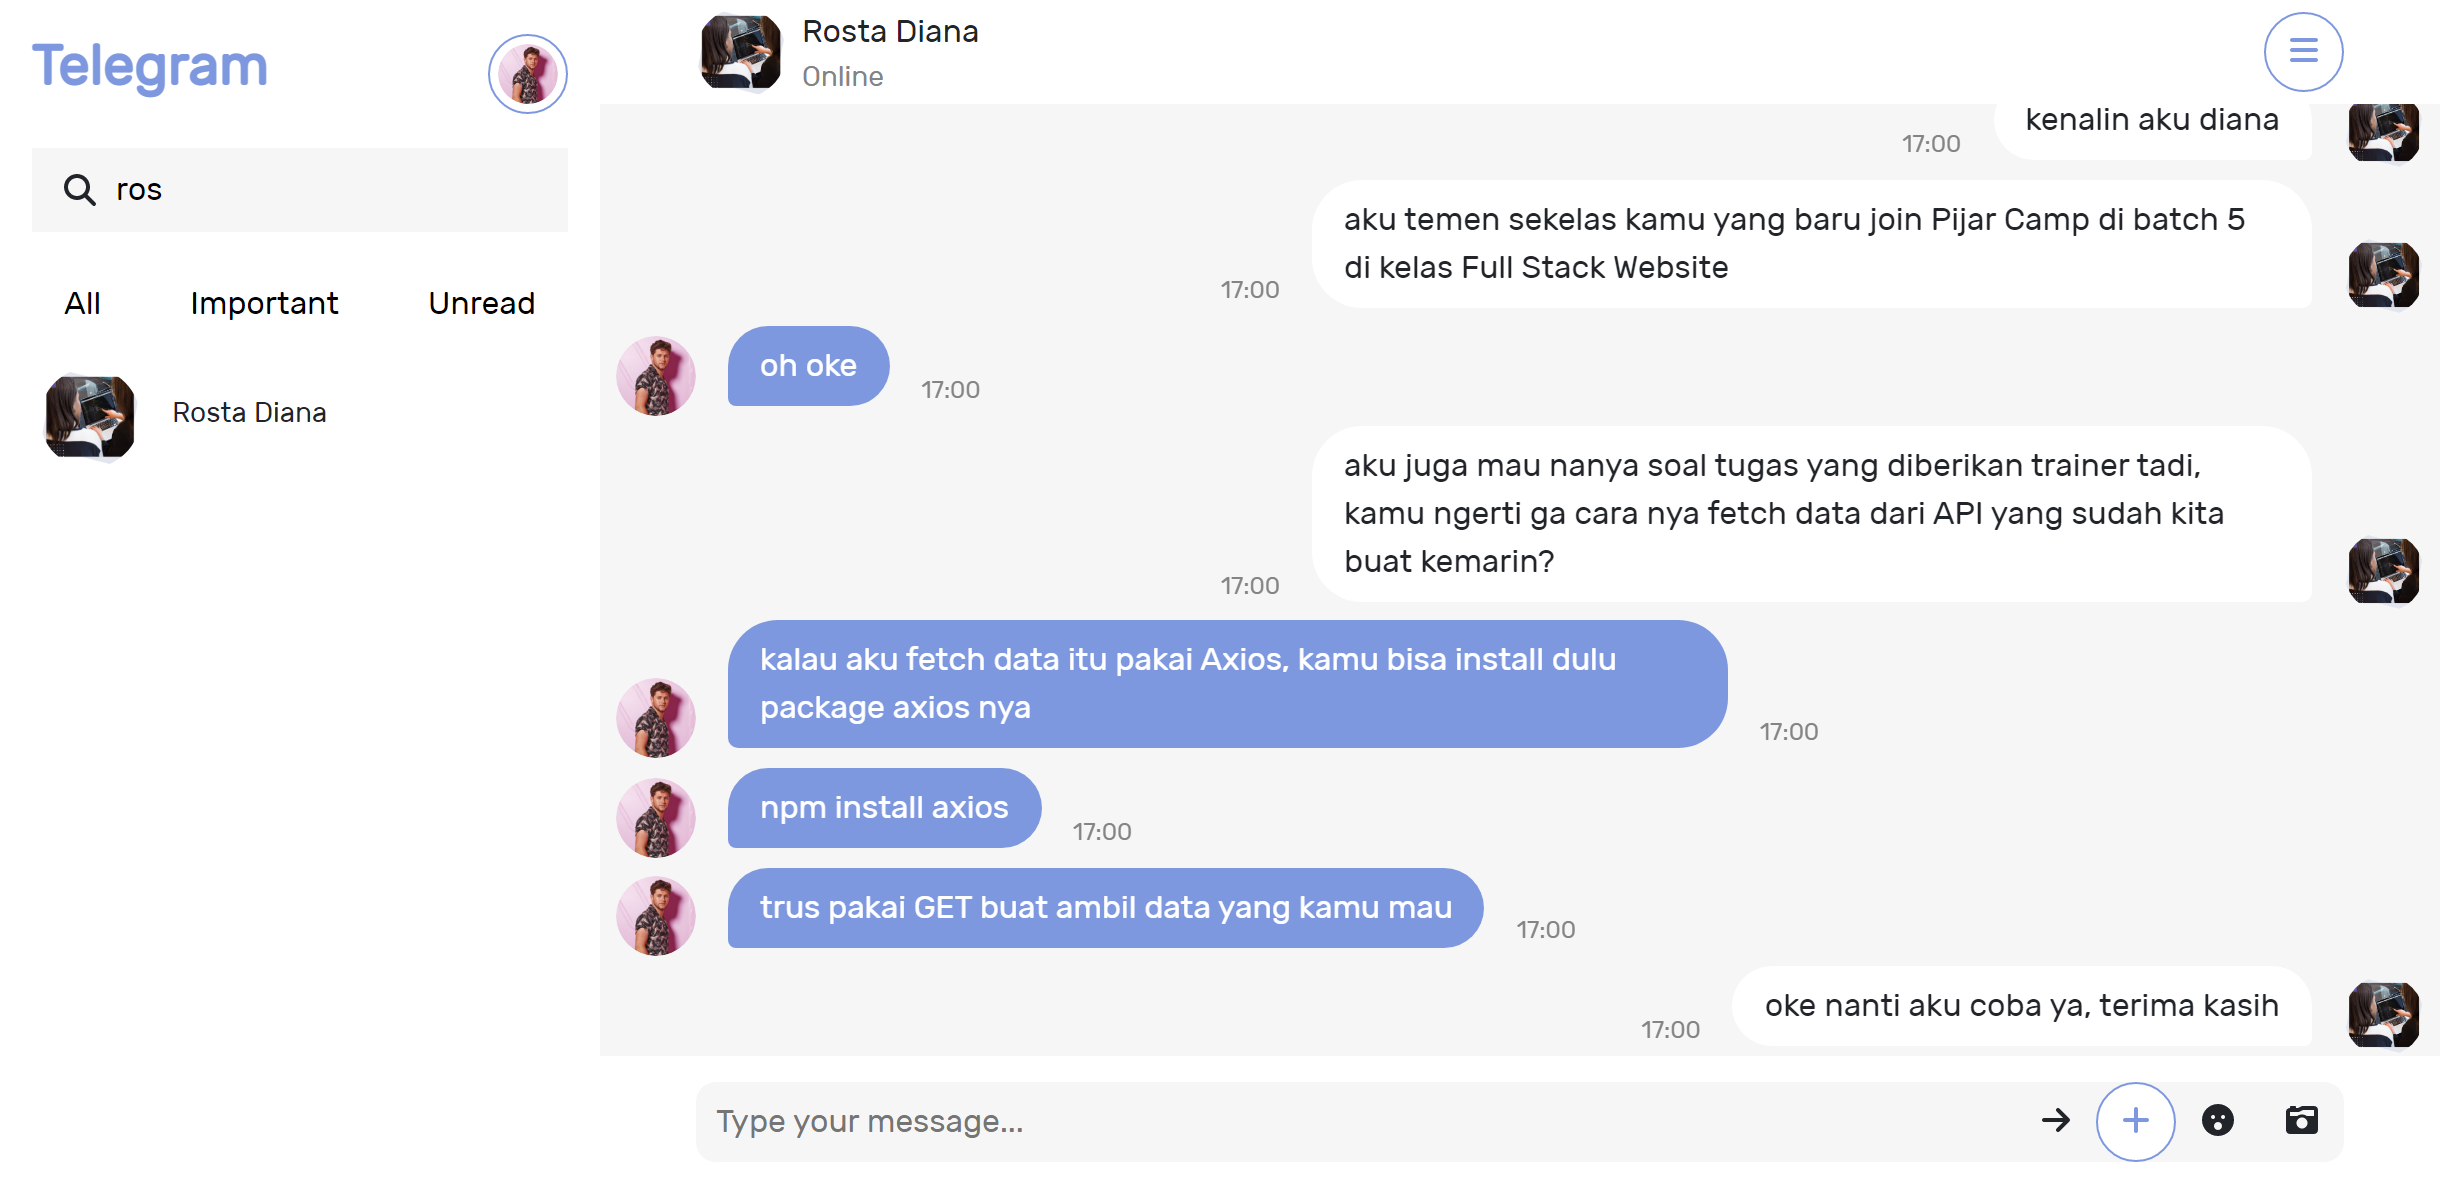 Telegram
ros
All
Important
Unread
Rosta Diana
Rosta Diana
Online
kenalin aku diana
17:00
aku temen sekelas kamu yang baru join Pijar Camp di batch 5
di kelas Full Stack Website
17:00
oh oke
17:00
aku juga mau nanya soal tugas yang diberikan trainer tadi,
kamu ngerti ga cara nya fetch data dari API yang sudah kita
buat kemarin?
17:00
kalau aku fetch data itu pakai Axios, kamu bisa install dulu
package axios nya
17:00
npm install axios
17:00
trus pakai GET buat ambil data yang kamu mau
17:00
oke nanti aku coba ya, terima kasih
17:00
Type your message...